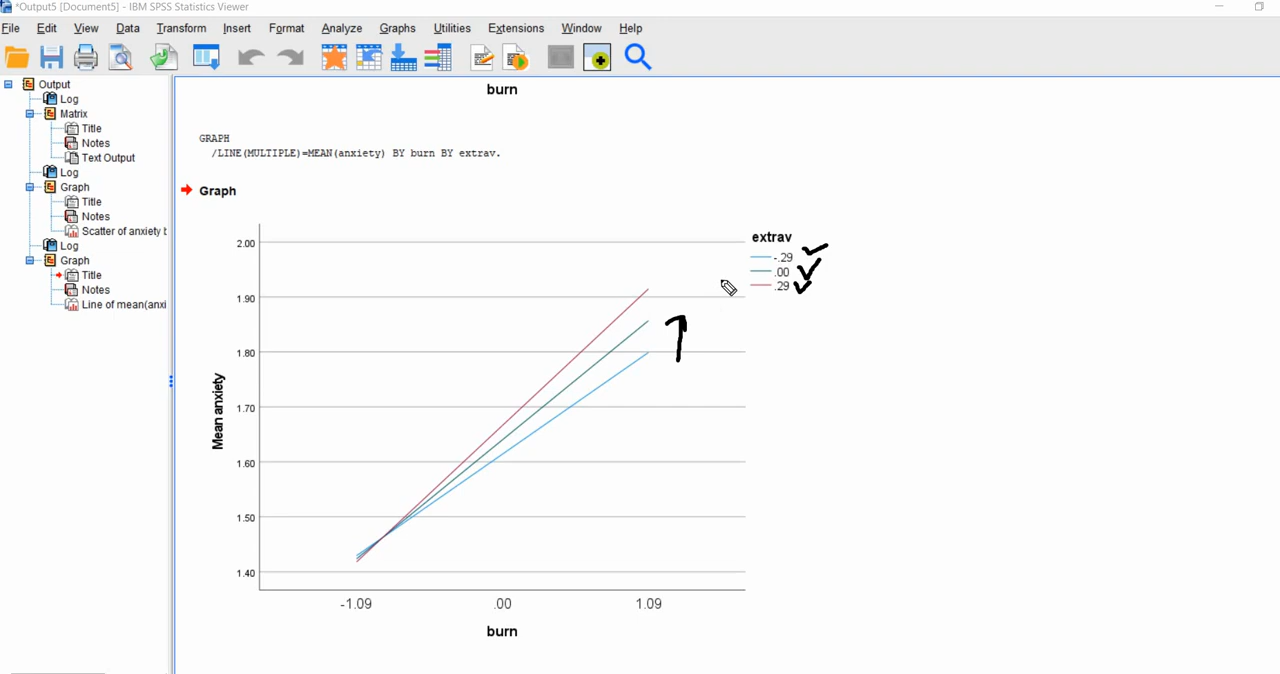 *Output5 [Document5] - IBM SPSS Statistics Viewer
File Edit View Data Transform Insert Format Analyze Graphs Utilities Extensions Window Help
Output
Log
Matrix
Title
Notes
Text Output
Log
Graph
Title
Notes
Scatter of anxiety b
Log
Graph
Title
Notes
Line of mean(anxi
burn
GRAPH
/LINE(MULTIPLE)=MEAN(anxiety) BY burn BY extrav.
Graph
extrav
-.29
.00
.29
Mean anxiety
2.00
1.90
1.80
1.70
1.60
1.50
1.40
-1.09 .00 1.09
burn